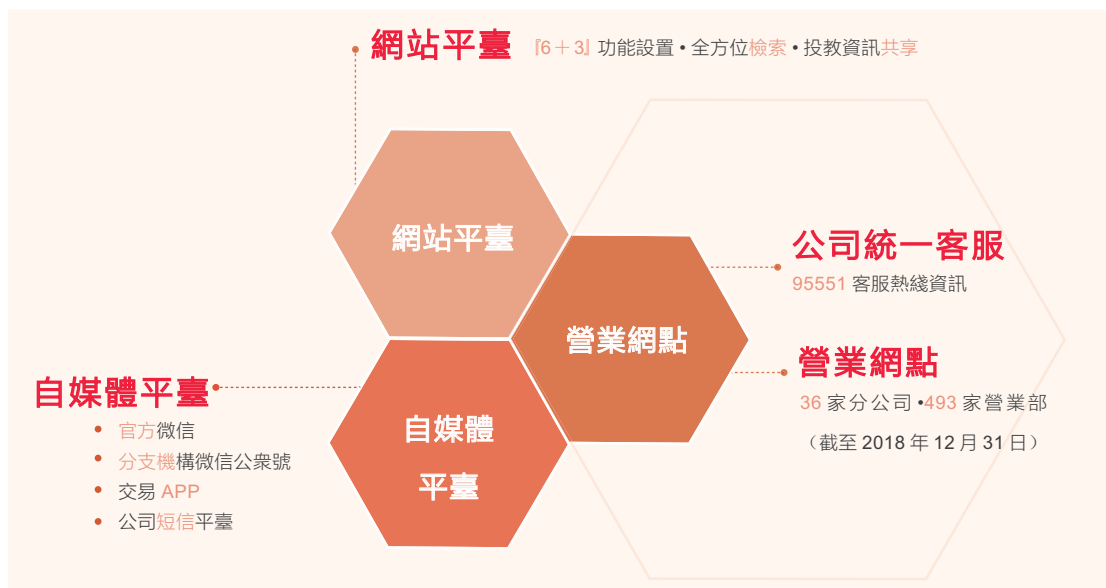 網站平臺 『6＋3』功能設置 • 全方位檢索 • 投教資訊共享
網站平臺
公司統一客服
95551 客服熱綫資訊
營業網點
營業網點
36 家分公司 •493 家營業部
（截至 2018 年 12 月 31 日）
自媒體平臺
• 官方微信
• 分支機構微信公衆號
• 交易 APP
• 公司短信平臺
自媒體
平臺